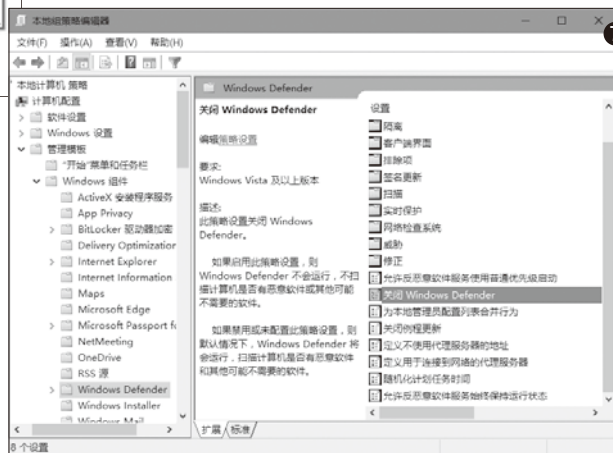 本地组策略编辑器
文件(F) 操作(A) 查看(V) 帮助(H)
本地计算机 策略
计算机配置
软件设置
Windows 设置
管理模板
"开始"菜单和任务栏
Windows 组件
ActiveX 安装程序服务
App Privacy
BitLocker 驱动器加密
Delivery Optimization
Internet Explorer
Internet Information
Maps
Microsoft Edge
Microsoft Passport fo
NetMeeting
OneDrive
RSS 源
Windows Defender
Windows Installer
Windows Mail
Windows Defender
关闭 Windows Defender
编辑策略设置
要求:
Windows Vista 及以上版本
描述:
此策略设置关闭 Windows
Defender。
如果启用此策略设置，则
Windows Defender 不会运行，不扫
描计算机是否有恶意软件或其他可能
不需要的软件。
如果禁用或未配置此策略设置，则
默认情况下，Windows Defender 将
会运行，扫描计算机是否有恶意软件
和其他可能不需要的软件。
设置
隔离
客户端界面
排除项
签名更新
扫描
实时保护
网络检查系统
威胁
修正
允许反恶意软件服务使用普通优先级启动
关闭 Windows Defender
为本地管理员配置列表合并行为
关闭例程更新
定义不使用代理服务器的地址
定义用于连接到网络的代理服务器
随机化计划任务时间
允许反恶意软件服务始终保持运行状态
扩展 标准
8 个设置